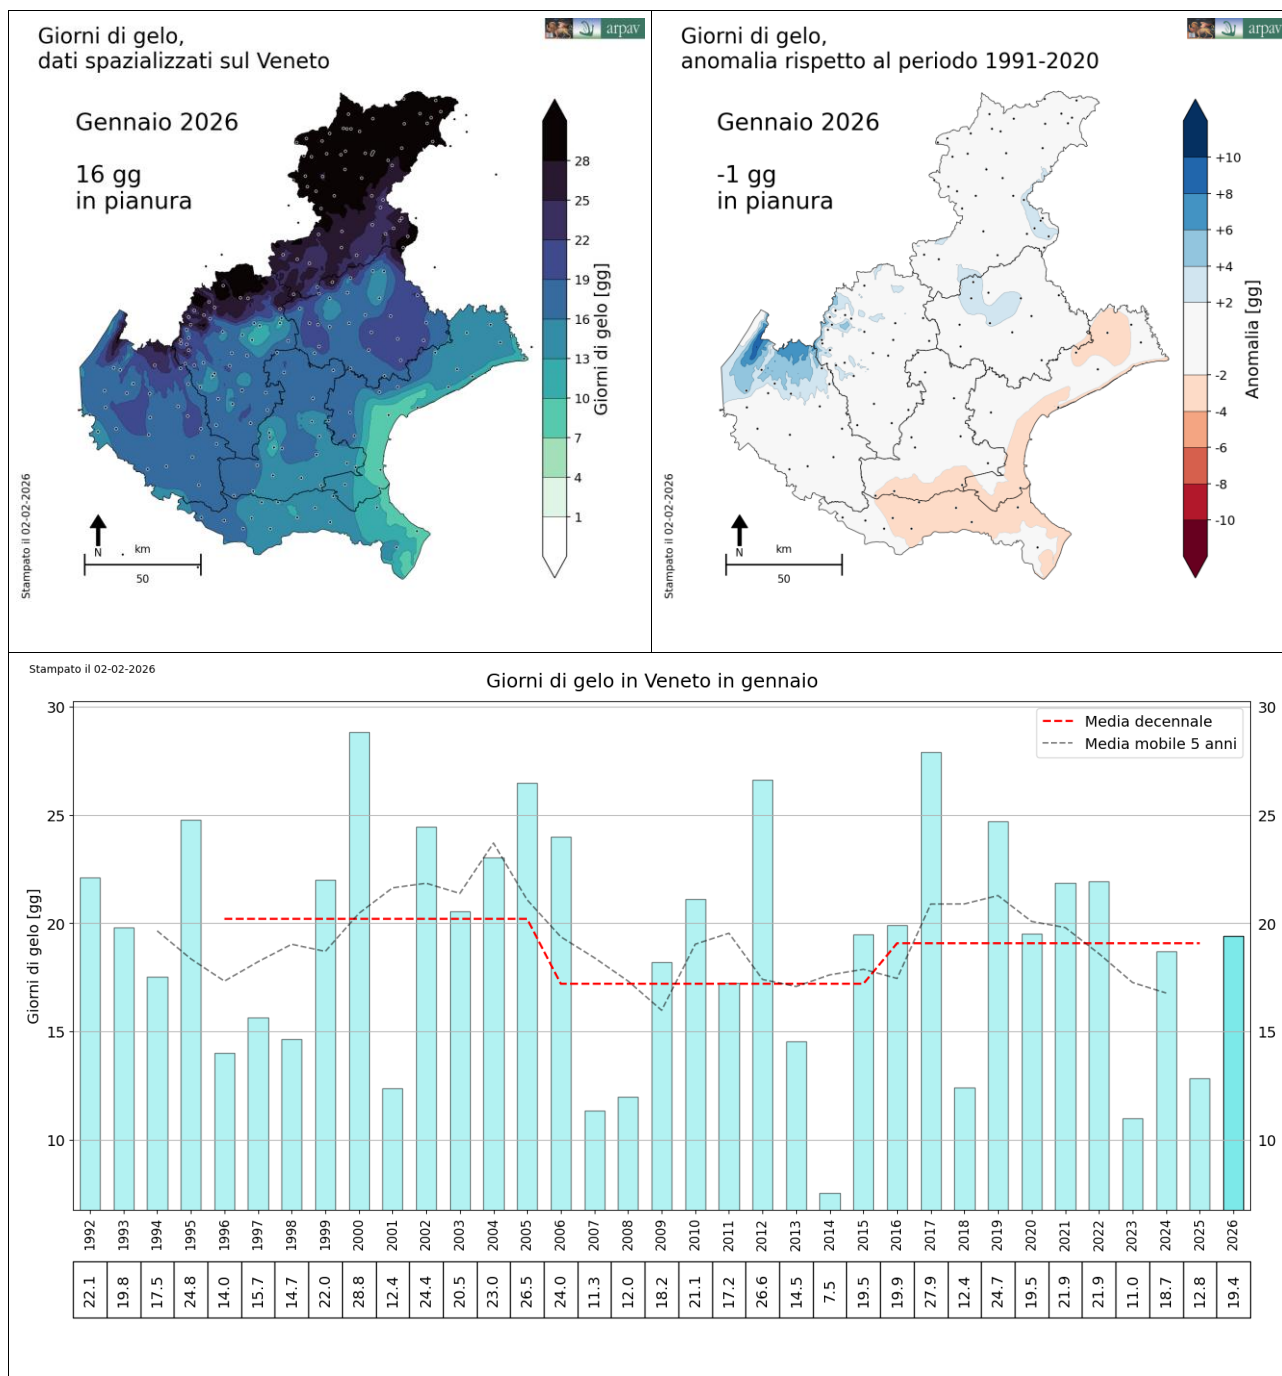 Giorni di gelo,
dati spazializzati sul Veneto
arpav
Gennaio 2026
16 gg
in pianura
28
25
22
19
16
13
10
7
4
1
Giorni di gelo [gg]
Stampato il 02-02-2026
N
km
50
Giorni di gelo,
anomalia rispetto al periodo 1991-2020
arpav
Gennaio 2026
-1 gg
in pianura
+10
+8
+6
+4
+2
-2
-4
-6
-8
-10
Anomalia [gg]
Stampato il 02-02-2026
N
km
50
Stampato il 02-02-2026
Giorni di gelo in Veneto in gennaio
Media decennale
Media mobile 5 anni
Giorni di gelo [gg]
30
25
20
15
10
30
25
20
15
10
1992 1993 1994 1995 1996 1997 1998 1999 2000 2001 2002 2003 2004 2005 2006 2007 2008 2009 2010 2011 2012 2013 2014 2015 2016 2017 2018 2019 2020 2021 2022 2023 2024 2025 2026
22.1 19.8 17.5 24.8 14.0 15.7 14.7 22.0 28.8 12.4 24.4 20.5 23.0 26.5 24.0 11.3 12.0 18.2 21.1 17.2 26.6 14.5 7.5 19.5 19.9 27.9 12.4 24.7 19.5 21.9 21.9 11.0 18.7 12.8 19.4